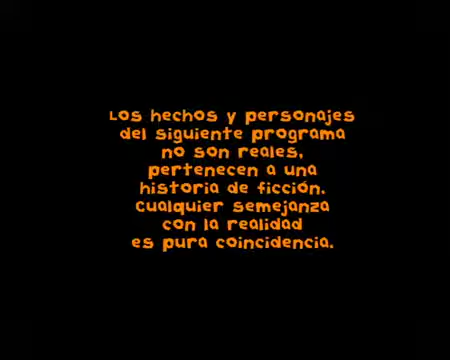 Los hechos y personajes
del siguiente programa
no son reales,
pertenecen a una
historia de ficción.
cualquier semejanza
con la realidad
es pura coincidencia.